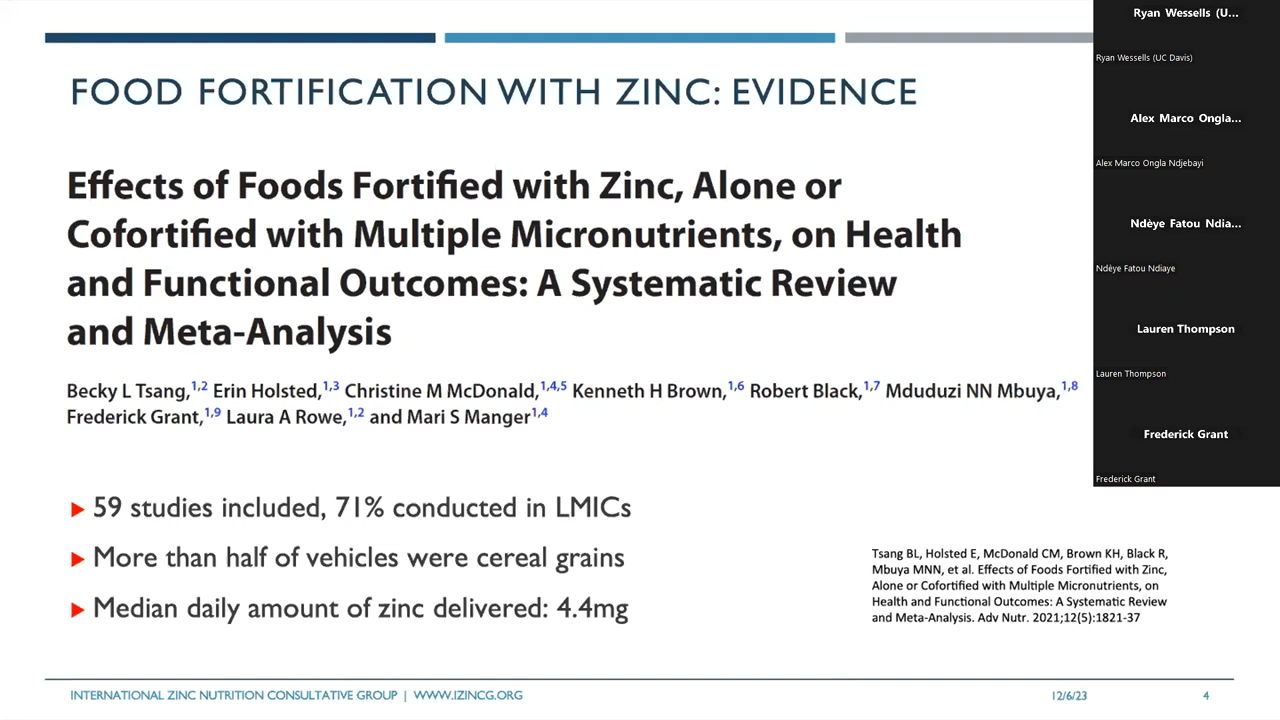 FOOD FORTIFICATION WITH ZINC: EVIDENCE
Effects of Foods Fortified with Zinc, Alone or
Cofortified with Multiple Micronutrients, on Health
and Functional Outcomes: A Systematic Review
and Meta-Analysis
Becky L Tsang,1,2 Erin Holsted,1,3 Christine M McDonald,1,4,5 Kenneth H Brown,1,6 Robert Black,1,7 Mduduzi NN Mbuya,1,8
Frederick Grant,1,9 Laura A Rowe,1,2 and Mari S Manger1,4
59 studies included, 71% conducted in LMICs
More than half of vehicles were cereal grains
Median daily amount of zinc delivered: 4.4mg
Tsang BL, Holsted E, McDonald CM, Brown KH, Black R,
Mbuya MNN, et al. Effects of Foods Fortified with Zinc,
Alone or Cofortified with Multiple Micronutrients, on
Health and Functional Outcomes: A Systematic Review
and Meta-Analysis. Adv Nutr. 2021;12(5):1821-37
INTERNATIONAL ZINC NUTRITION CONSULTATIVE GROUP | WWW.IZINCG.ORG
12/6/23
4
Ryan Wessells (U...
Ryan Wessells (UC Davis)
Alex Marco Ongla...
Alex Marco Ongla Ndjebayi
Ndèye Fatou Ndia...
Ndèye Fatou Ndiaye
Lauren Thompson
Lauren Thompson
Frederick Grant
Frederick Grant